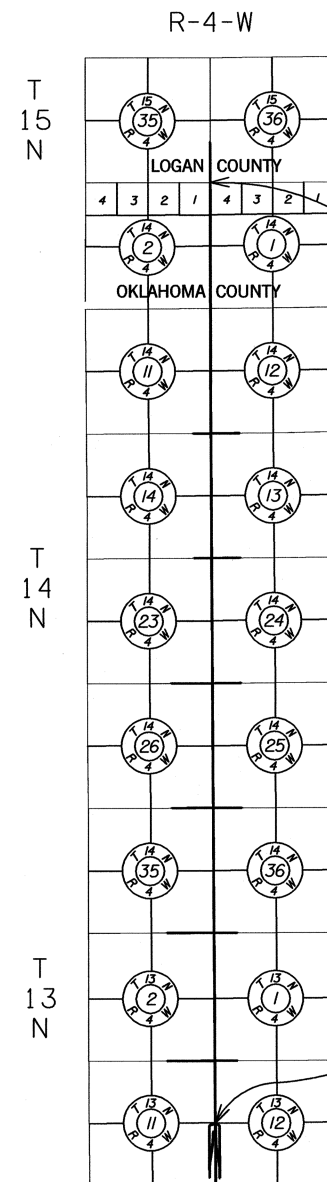 R-4-W
T
15
N
T 15 N
35
R 4 W
T 15 N
36
R 4 W
LOGAN COUNTY
4 3 2 1 4 3 2 1
T 14 N
2
R 4 W
T 14 N
1
R 4 W
OKLAHOMA COUNTY
T 14 N
11
R 4 W
T 14 N
12
R 4 W
T 14 N
14
R 4 W
T 14 N
13
R 4 W
T
14
N
T 14 N
23
R 4 W
T 14 N
24
R 4 W
T 14 N
26
R 4 W
T 14 N
25
R 4 W
T 14 N
35
R 4 W
T 14 N
36
R 4 W
T
13
N
T 13 N
2
R 4 W
T 13 N
1
R 4 W
T 13 N
11
R 4 W
T 13 N
12
R 4 W